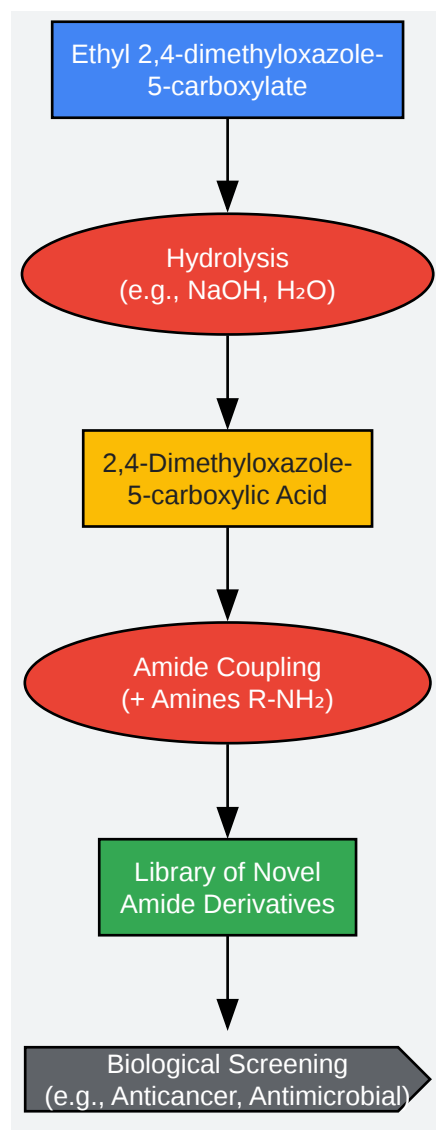 Ethyl 2,4-dimethyloxazole-
5-carboxylate
Hydrolysis
(e.g., NaOH, H₂O)
2,4-Dimethyloxazole-
5-carboxylic Acid
Amide Coupling
(+ Amines R-NH₂)
Library of Novel
Amide Derivatives
Biological Screening
(e.g., Anticancer, Antimicrobial)